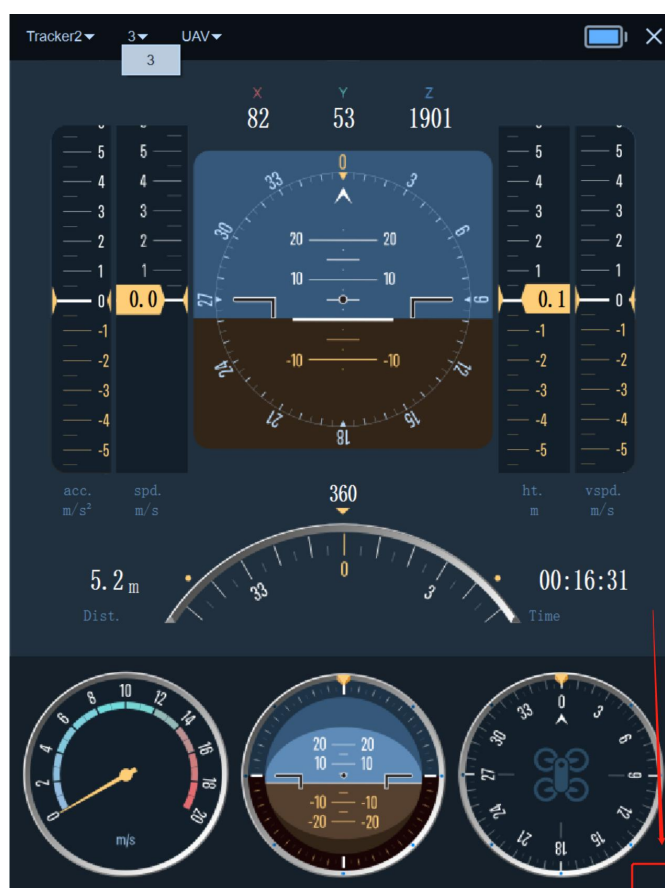 Tracker2 3 UAV
3
X Y Z
82 53 1901
5 5 5 5
4 4 4 4
3 3 3 3
2 2 2 2
1 1 1 1
0 0.0 0.1 0
-1 -1 -1
-2 -2 -2
-3 -3 -3
-4 -4 -4
-5 -5 -5
0 3 6 9 12 15 18 21 24 27 30 33
20 20
10 10
-10 -10
acc. spd. ht. vspd.
m/s² m/s m m/s
360
33 0 3
5.2 m 00:16:31
Dist. Time
0 2 4 6 8 10 12 14 16 18 20
m/s
20 20
10 10
-10 -10
-20 -20
0 3 6 9 12 15 18 21 24 27 30 33